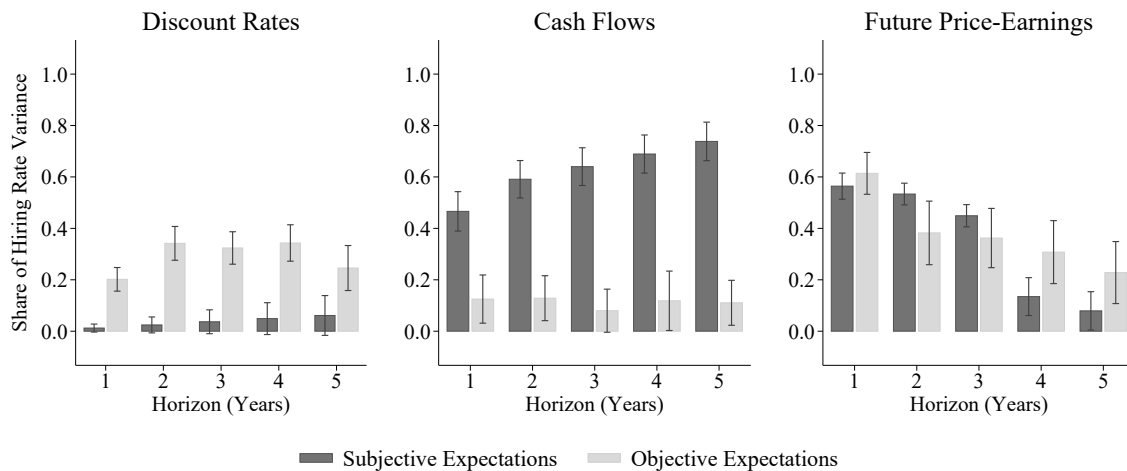 Discount Rates
Cash Flows
Future Price-Earnings
Share of Hiring Rate Variance
1.0
0.8
0.6
0.4
0.2
0.0
1 2 3 4 5
Horizon (Years)
1.0
0.8
0.6
0.4
0.2
0.0
1 2 3 4 5
Horizon (Years)
1.0
0.8
0.6
0.4
0.2
0.0
1 2 3 4 5
Horizon (Years)
Subjective Expectations
Objective Expectations